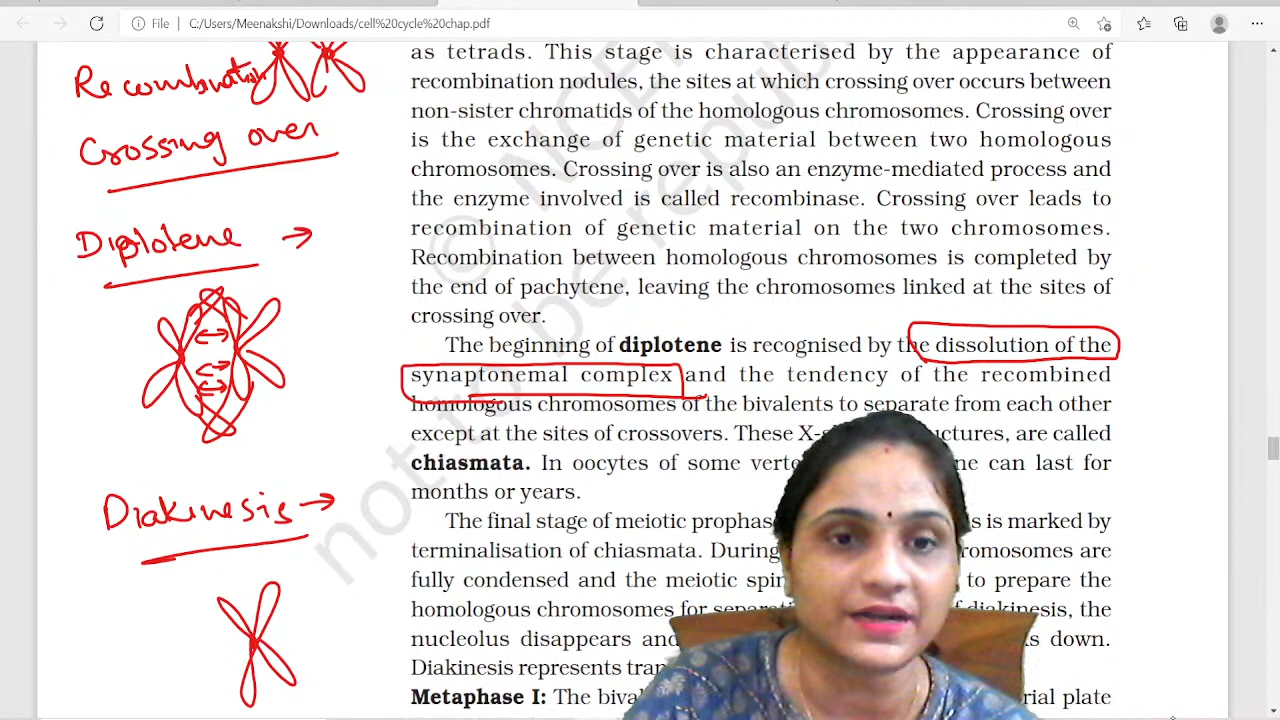 File
C:/Users/Meenakshi/Downloads/cell%20cycle%20chap.pdf
Recombination
Crossing over
Diplotene →
Diakinesis →
as tetrads. This stage is characterised by the appearance of
recombination nodules, the sites at which crossing over occurs between
non-sister chromatids of the homologous chromosomes. Crossing over
is the exchange of genetic material between two homologous
chromosomes. Crossing over is also an enzyme-mediated process and
the enzyme involved is called recombinase. Crossing over leads to
recombination of genetic material on the two chromosomes.
Recombination between homologous chromosomes is completed by
the end of pachytene, leaving the chromosomes linked at the sites of
crossing over.
The beginning of diplotene is recognised by the dissolution of the
synaptonemal complex and the tendency of the recombined
homologous chromosomes of the bivalents to separate from each other
except at the sites of crossovers. These
are called
chiasmata. In oocytes of some
can last for
months or years.
The final stage of meiotic
is marked by
terminalisation of chiasmata. During
are
fully condensed and the meiotic
to prepare the
homologous chromosomes for
of diakinesis, the
nucleolus disappears and
down.
Diakinesis represents
Metaphase I: The
plate
© NCE
not to be republ